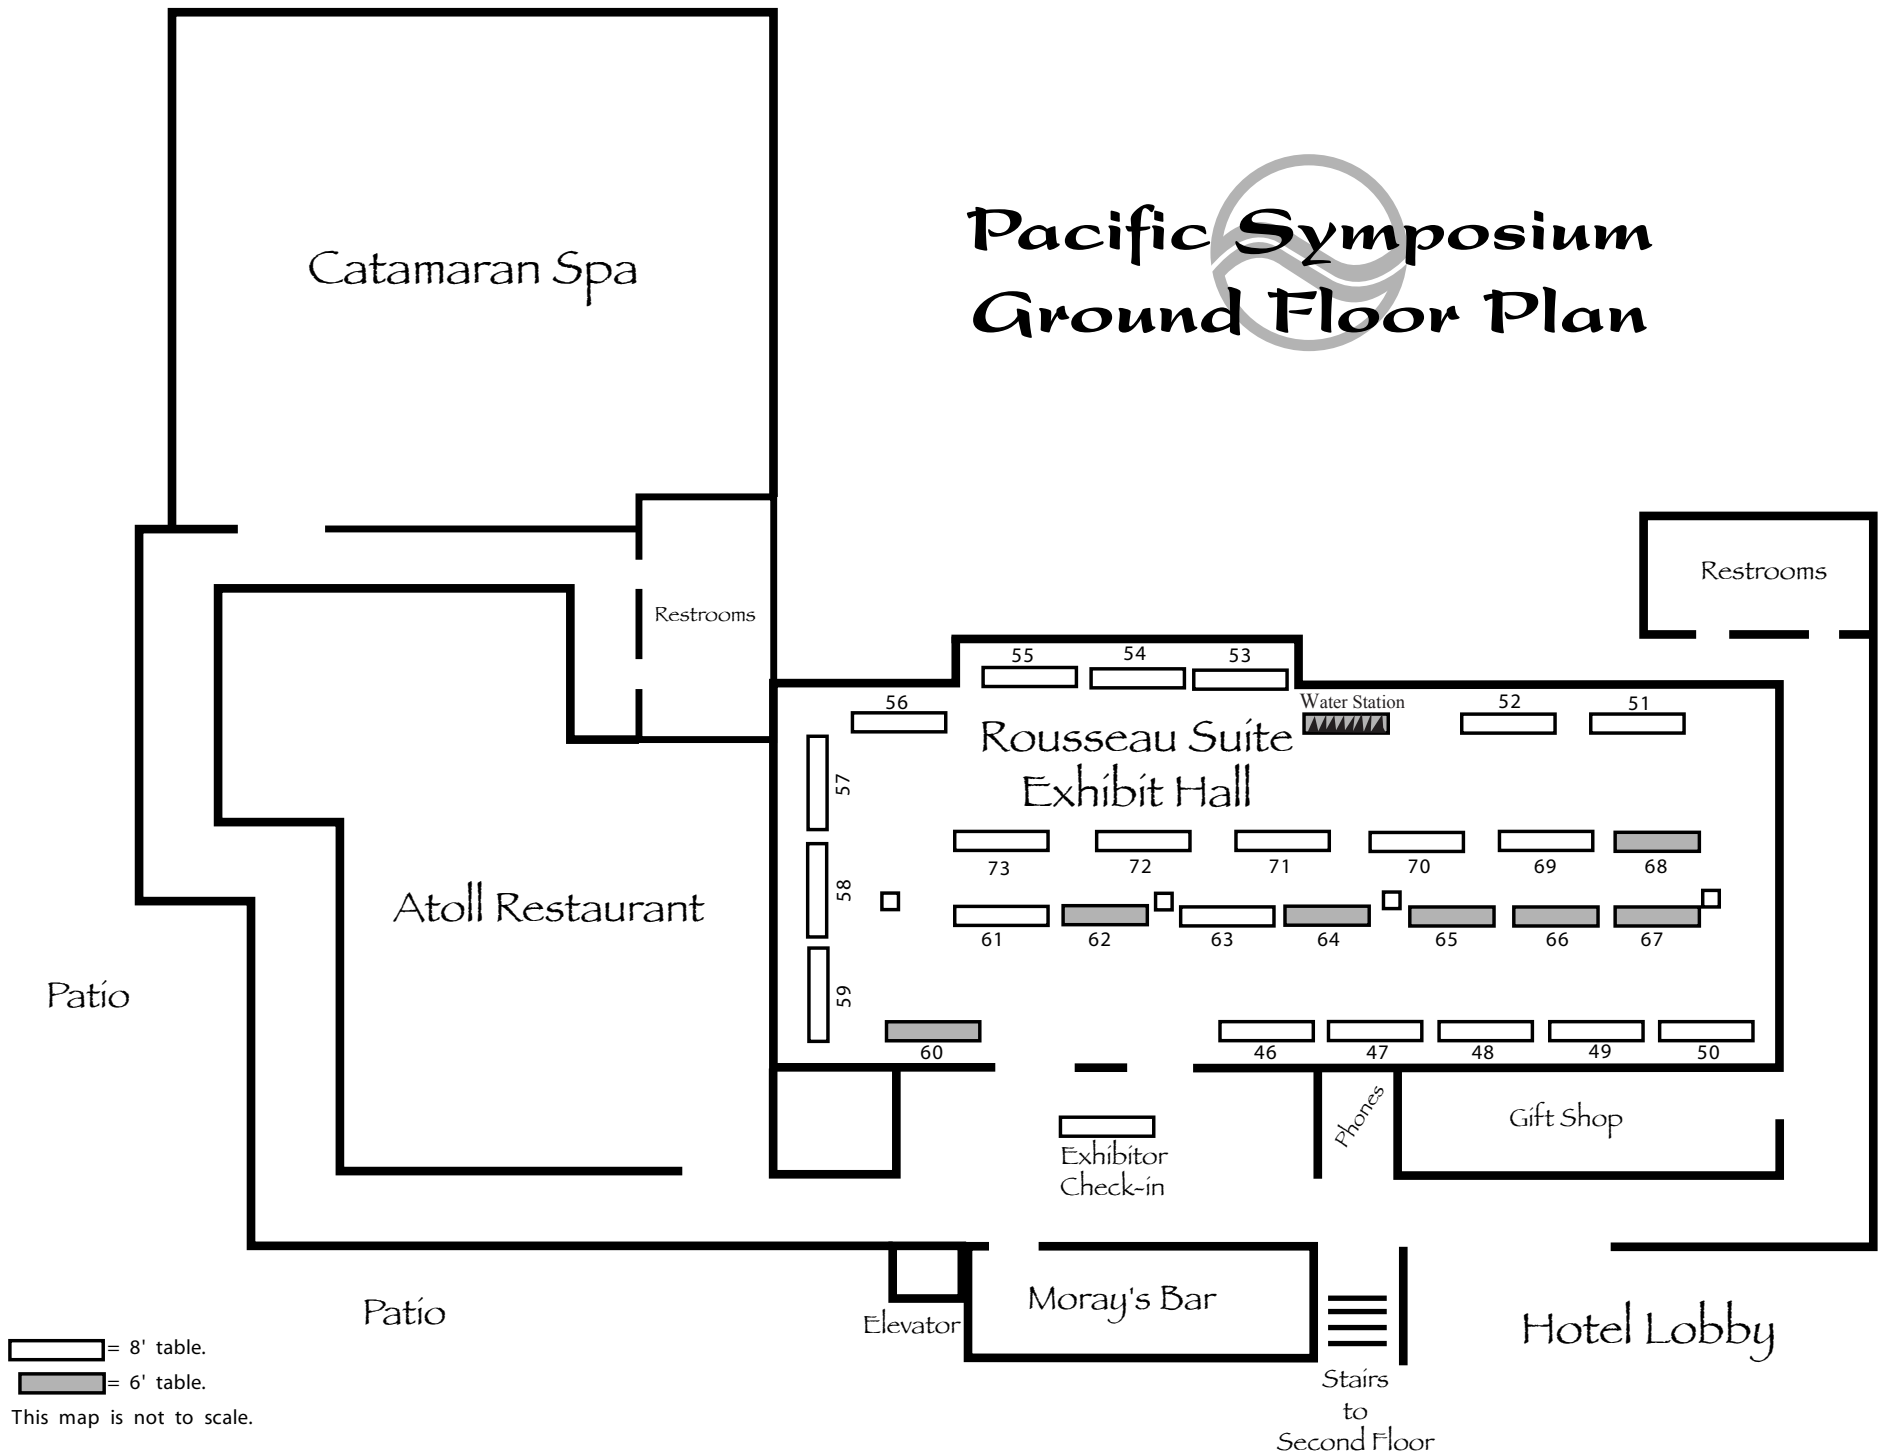 Pacific Symposium
Ground Floor Plan
Catamaran Spa
Restrooms
Restrooms
55
54
53
56
Water Station
52
51
Rousseau Suite
Exhibit Hall
57
58
59
73
72
71
70
69
68
Atoll Restaurant
61
62
63
64
65
66
67
Patio
60
46
47
48
49
50
Phones
Gift Shop
Exhibitor
Check-in
Moray's Bar
Patio
Elevator
Hotel Lobby
= 8' table.
= 6' table.
This map is not to scale.
Stairs
to
Second Floor